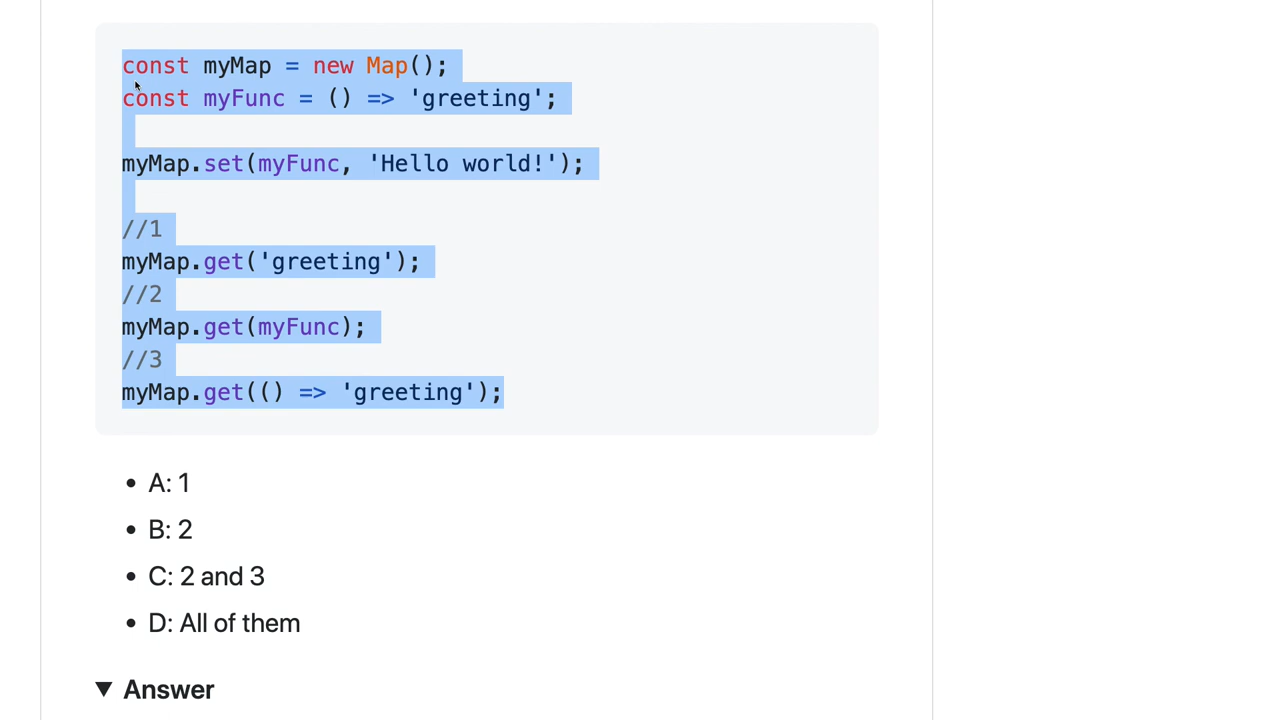 const myMap = new Map();
const myFunc = () => 'greeting';
myMap.set(myFunc, 'Hello world!');
//1
myMap.get('greeting');
//2
myMap.get(myFunc);
//3
myMap.get(() => 'greeting');
• A: 1
• B: 2
• C: 2 and 3
• D: All of them
▼ Answer